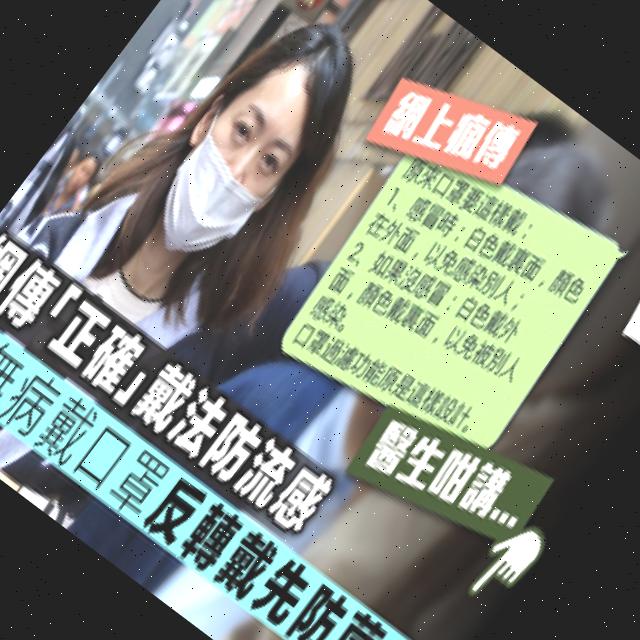 網上瘋傳
口罩要這樣戴：
1. 感冒時，白色戴裏面，顏色
在外面，以免感染別人，
2. 如果沒感冒，白色戴外
面，顏色戴裏面，以免被別人
感染。
口罩過濾功能原是這樣設計
醫生咁講...
網傳「正確」戴法防流感
無病戴口罩反轉戴先防菌